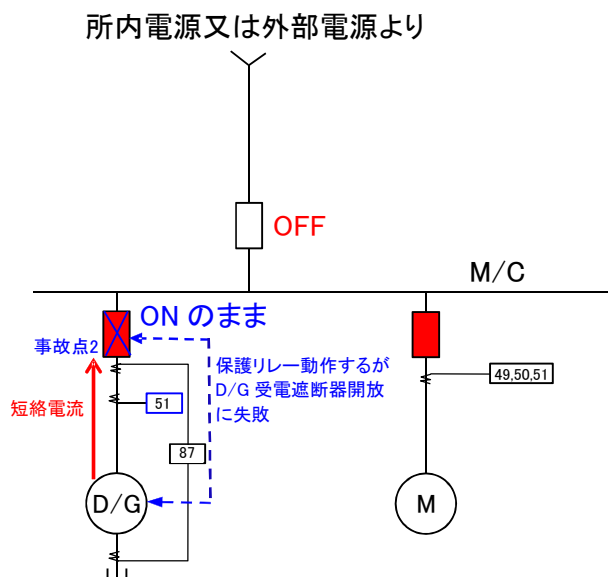 所内電源又は外部電源より
OFF
M/C
ON のまま
事故点2
保護リレー動作するが
D/G 受電遮断器開放
に失敗
49,50,51
短絡電流
51
87
D/G
M